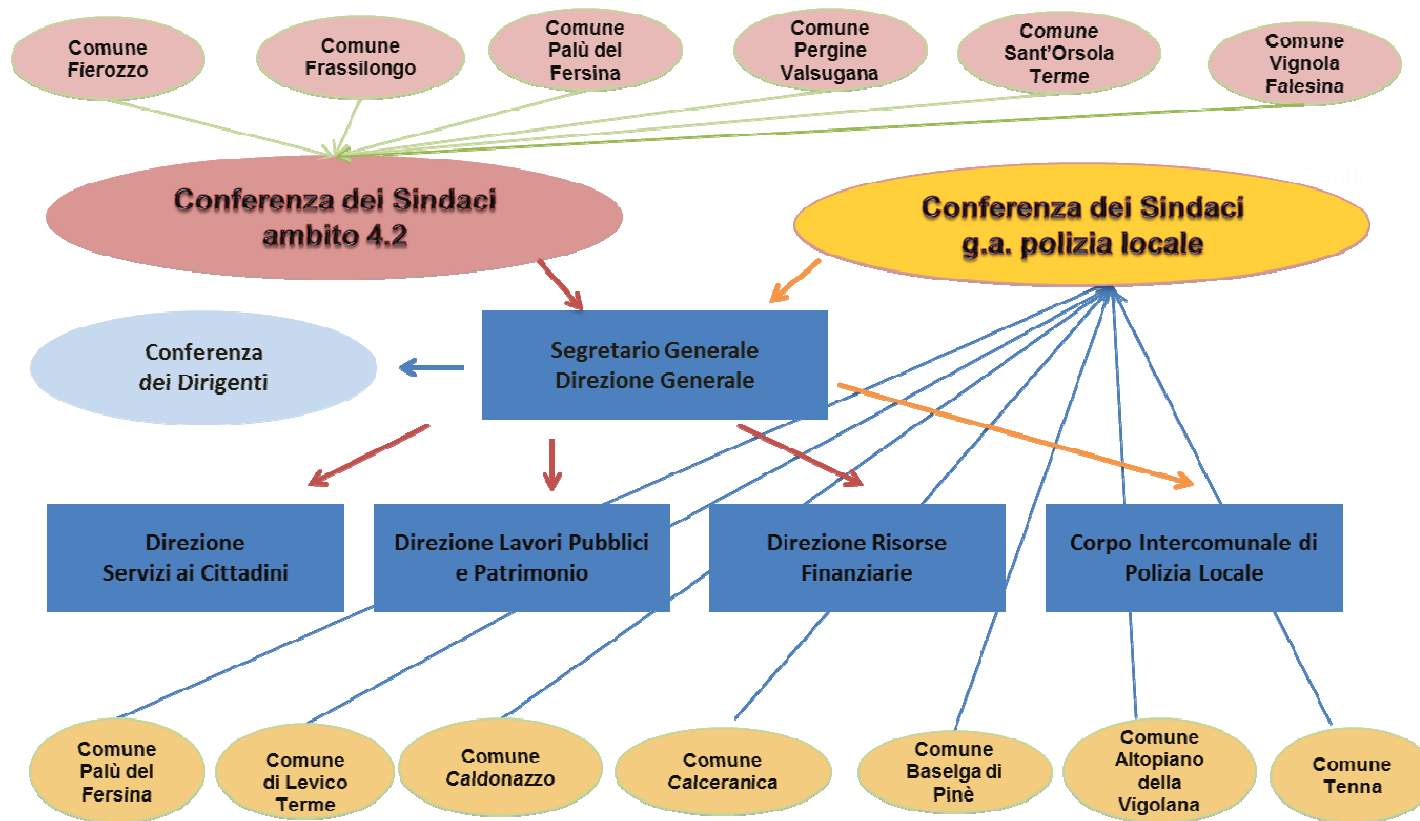 Comune
Fierozzo
Comune
Frassilongo
Comune
Palù del
Fersina
Comune
Pergine
Valsugana
Comune
Sant'Orsola
Terme
Comune
Vignola
Falesina
Conferenza dei Sindaci
ambito 4.2
Conferenza dei Sindaci
g.a. polizia locale
Conferenza
dei Dirigenti
Segretario Generale
Direzione Generale
Direzione
Servizi ai Cittadini
Direzione Lavori Pubblici
e Patrimonio
Direzione Risorse
Finanziarie
Corpo Intercomunale di
Polizia Locale
Comune
Palù del
Fersina
Comune
di Levico
Terme
Comune
Caldonazzo
Comune
Calceranica
Comune
Baselga di
Pinè
Comune
Altopiano
della
Vigolana
Comune
Tenna